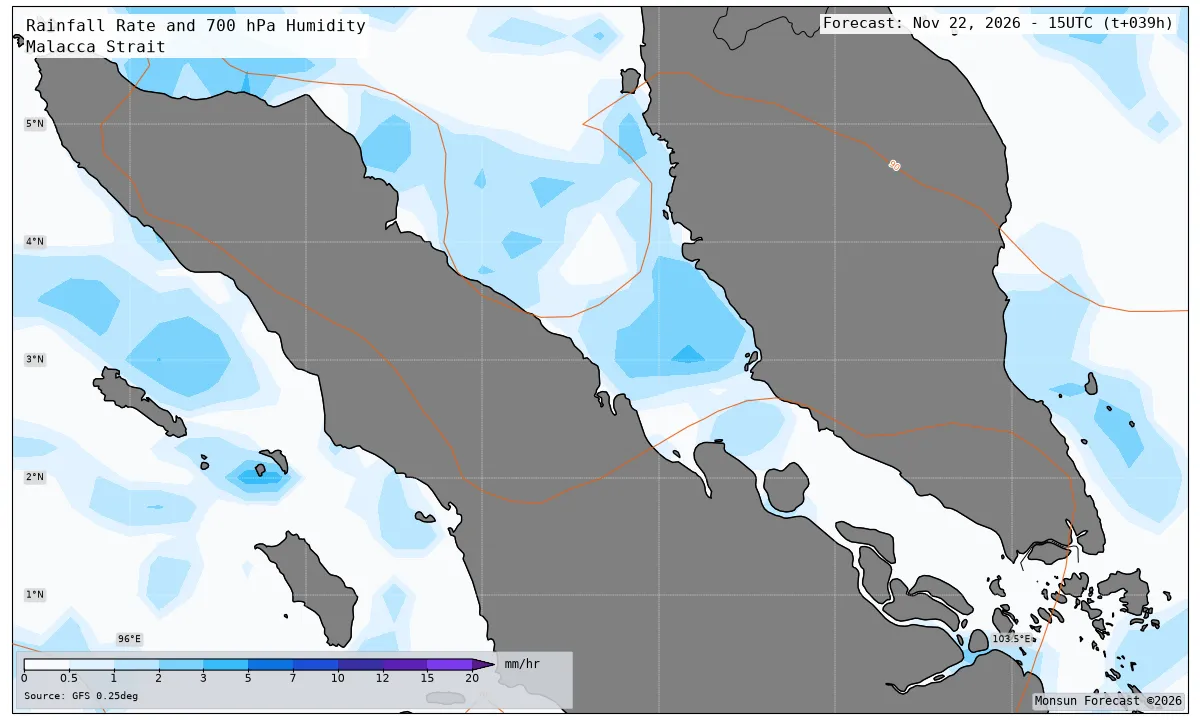 Rainfall Rate and 700 hPa Humidity
Malacca Strait
Forecast: Nov 22, 2026 - 15UTC (t+039h)
5°N
90
4°N
3°N
2°N
1°N
96°E
103.5°E
0 0.5 1 2 3 5 7 10 12 15 20 mm/hr
Source: GFS 0.25deg
Monsun Forecast ©2026